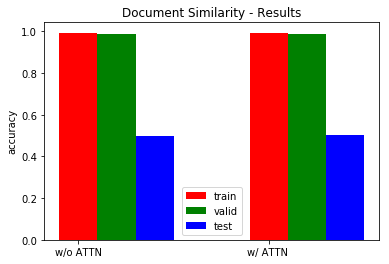 Document Similarity - Results
accuracy
1.0
0.8
0.6
0.4
0.2
0.0
train
valid
test
w/o ATTN
w/ ATTN